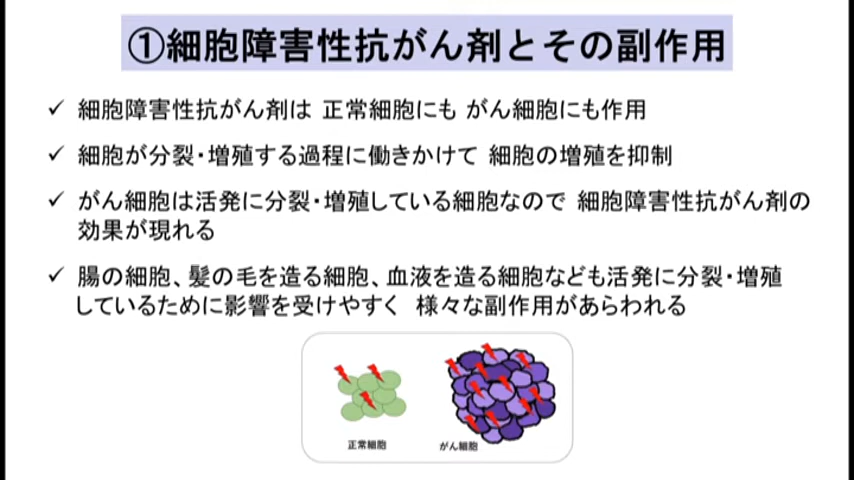 ①細胞障害性抗がん剤とその副作用
✓ 細胞障害性抗がん剤は 正常細胞にも がん細胞にも作用
✓ 細胞が分裂・増殖する過程に働きかけて 細胞の増殖を抑制
✓ がん細胞は活発に分裂・増殖している細胞なので 細胞障害性抗がん剤の
効果が現れる
✓ 腸の細胞、髪の毛を造る細胞、血液を造る細胞なども活発に分裂・増殖
しているために影響を受けやすく 様々な副作用があらわれる
正常細胞 がん細胞